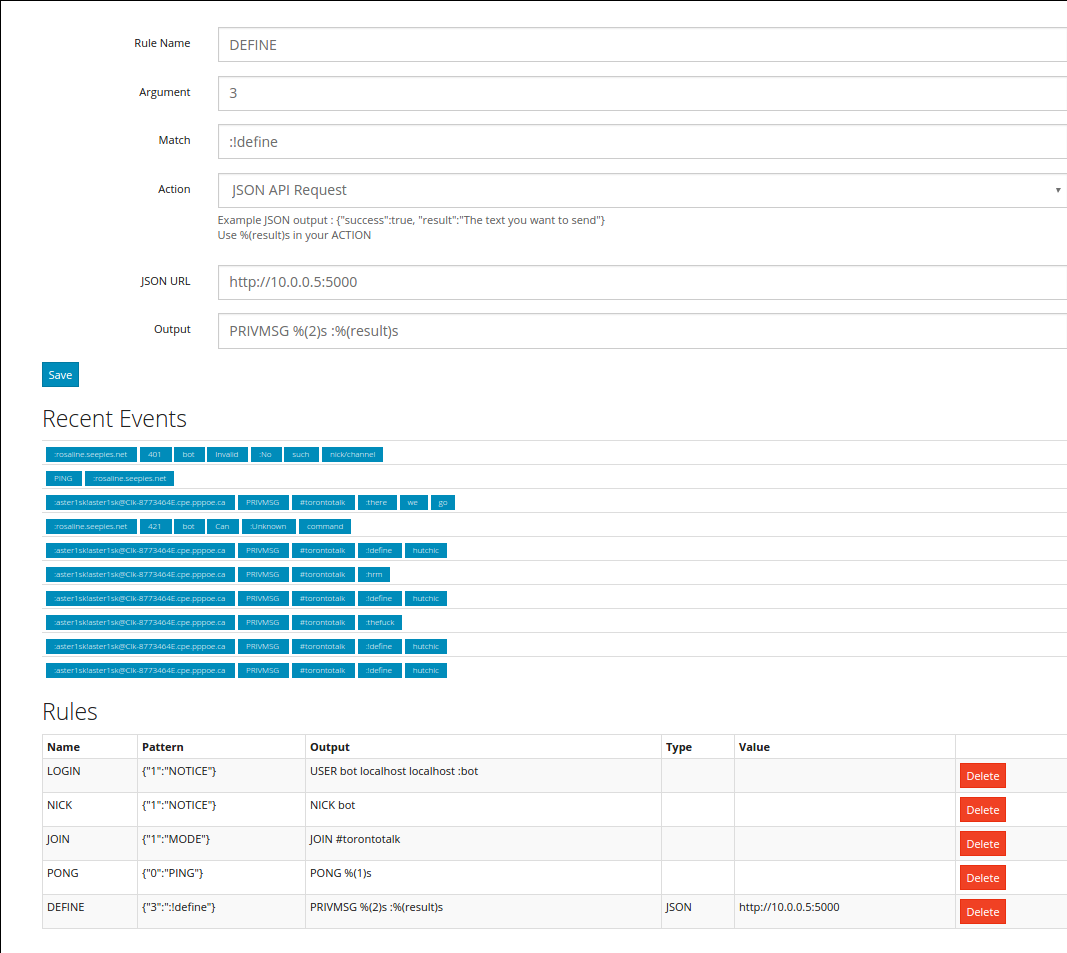 Rule Name DEFINE
Argument 3
Match :!define
Action JSON API Request
Example JSON output : {"success":true, "result":"The text you want to send"}
Use %(result)s in your ACTION
JSON URL http://10.0.0.5:5000
Output PRIVMSG %(2)s :%(result)s
Save
Recent Events
:rosaline.seepies.net 401 bot Invalid :No such nick/channel
PING :rosaline.seepies.net
:aster1sk!aster1sk@Clk-8773464E.cpe.pppoe.ca PRIVMSG #torontotalk :there we go
:rosaline.seepies.net 421 bot Can :Unknown command
:aster1sk!aster1sk@Clk-8773464E.cpe.pppoe.ca PRIVMSG #torontotalk :!define hutchic
:aster1sk!aster1sk@Clk-8773464E.cpe.pppoe.ca PRIVMSG #torontotalk :hrm
:aster1sk!aster1sk@Clk-8773464E.cpe.pppoe.ca PRIVMSG #torontotalk :!define hutchic
:aster1sk!aster1sk@Clk-8773464E.cpe.pppoe.ca PRIVMSG #torontotalk :thefuck
:aster1sk!aster1sk@Clk-8773464E.cpe.pppoe.ca PRIVMSG #torontotalk :!define hutchic
:aster1sk!aster1sk@Clk-8773464E.cpe.pppoe.ca PRIVMSG #torontotalk :!define hutchic
Rules
Name Pattern Output Type Value
LOGIN {"1":"NOTICE"} USER bot localhost localhost :bot Delete
NICK {"1":"NOTICE"} NICK bot Delete
JOIN {"1":"MODE"} JOIN #torontotalk Delete
PONG {"0":"PING"} PONG %(1)s Delete
DEFINE {"3":":!define"} PRIVMSG %(2)s :%(result)s JSON http://10.0.0.5:5000 Delete